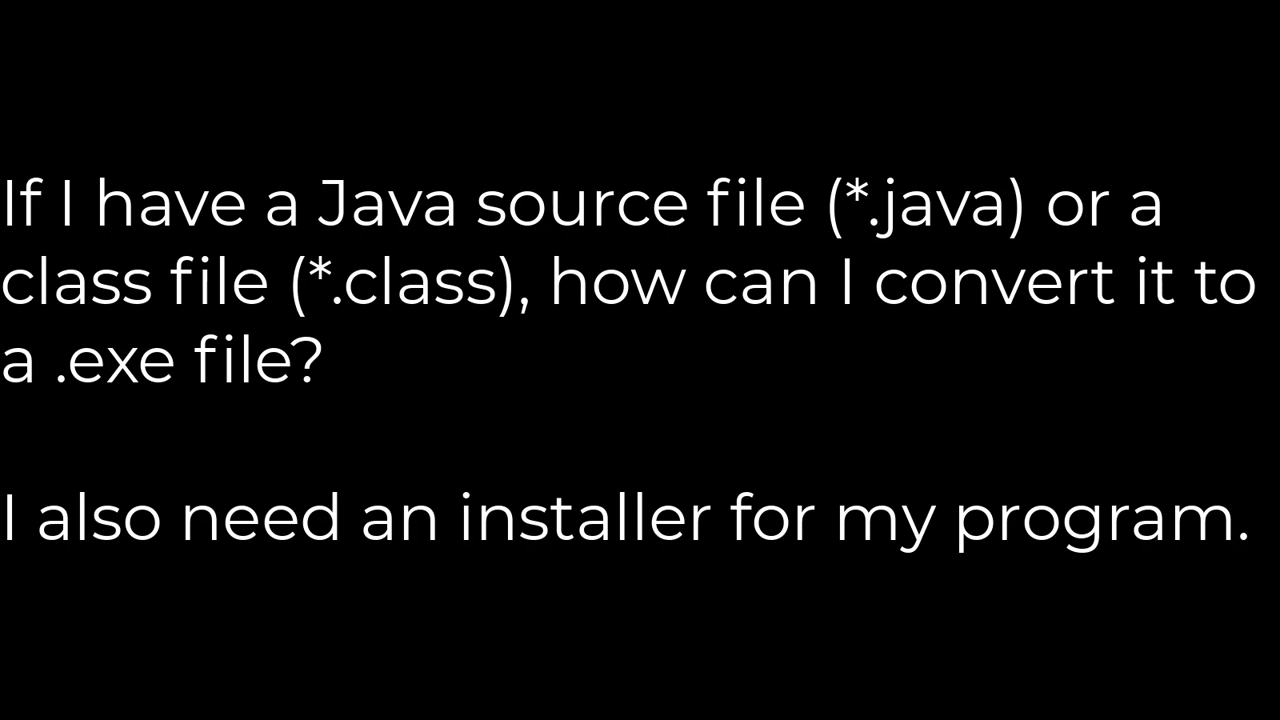 If I have a Java source file (*.java) or a
class file (*.class), how can I convert it to
a .exe file?
I also need an installer for my program.